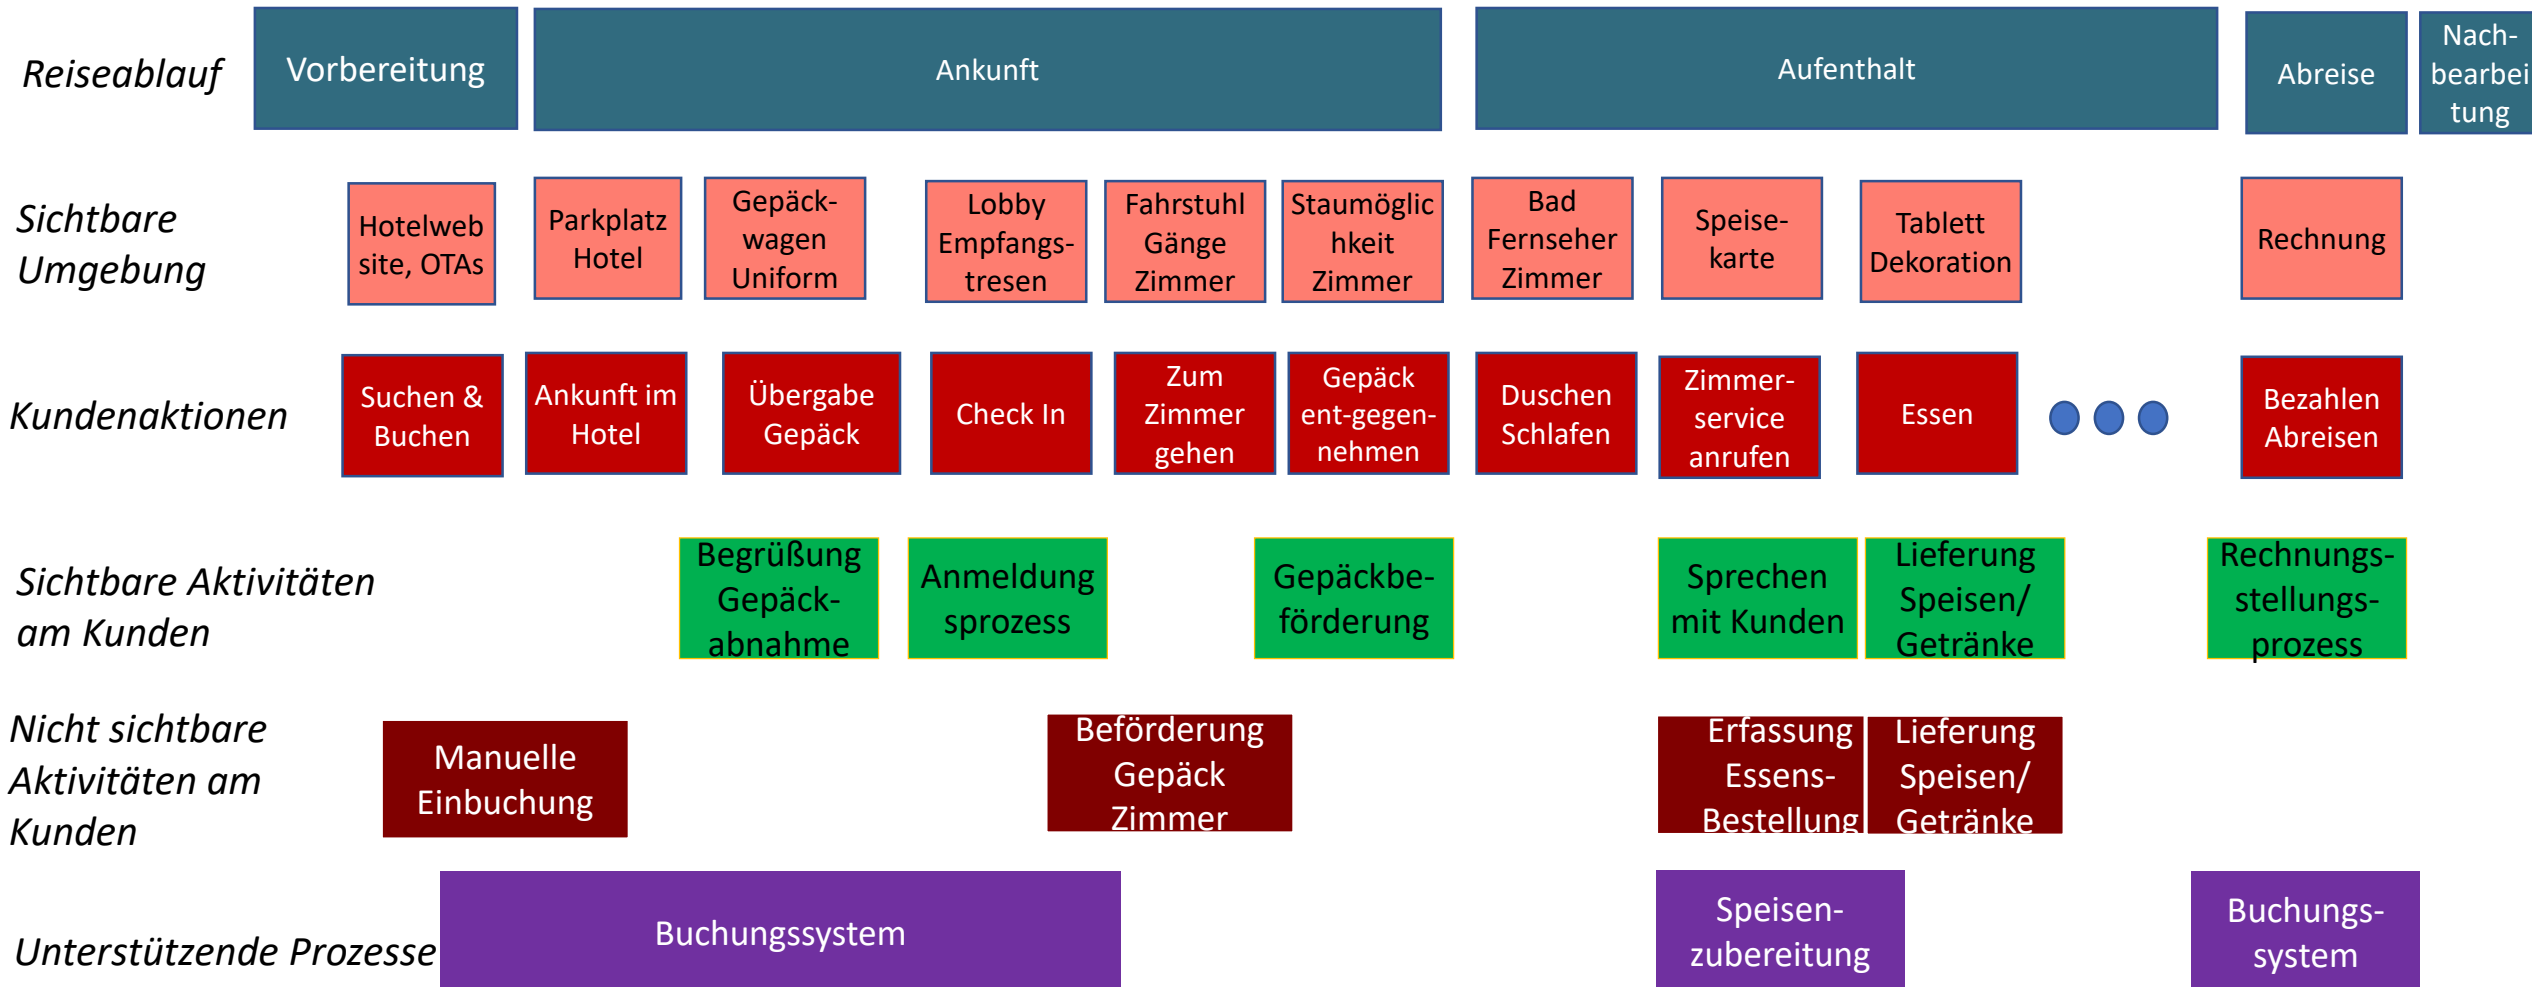 Reiseablauf
Vorbereitung
Ankunft
Aufenthalt
Abreise
Nach-
bearbei
tung
Sichtbare
Umgebung
Hotelweb
site, OTAs
Parkplatz
Hotel
Gepäck-
wagen
Uniform
Lobby
Empfangs-
tresen
Fahrstuhl
Gänge
Zimmer
Staumöglic
hkeit
Zimmer
Bad
Fernseher
Zimmer
Speise-
karte
Tablett
Dekoration
Rechnung
Kundenaktionen
Suchen &
Buchen
Ankunft im
Hotel
Übergabe
Gepäck
Check In
Zum
Zimmer
gehen
Gepäck
ent-gegen-
nehmen
Duschen
Schlafen
Zimmer-
service
anrufen
Essen
Bezahlen
Abreisen
Sichtbare Aktivitäten
am Kunden
Begrüßung
Gepäck-
abnahme
Anmeldung
sprozess
Gepäckbe-
förderung
Sprechen
mit Kunden
Lieferung
Speisen/
Getränke
Rechnungs-
stellungs-
prozess
Nicht sichtbare
Aktivitäten am
Kunden
Manuelle
Einbuchung
Beförderung
Gepäck
Zimmer
Erfassung
Essens-
Bestellung
Lieferung
Speisen/
Getränke
Unterstützende Prozesse
Buchungssystem
Speisen-
zubereitung
Buchungs-
system